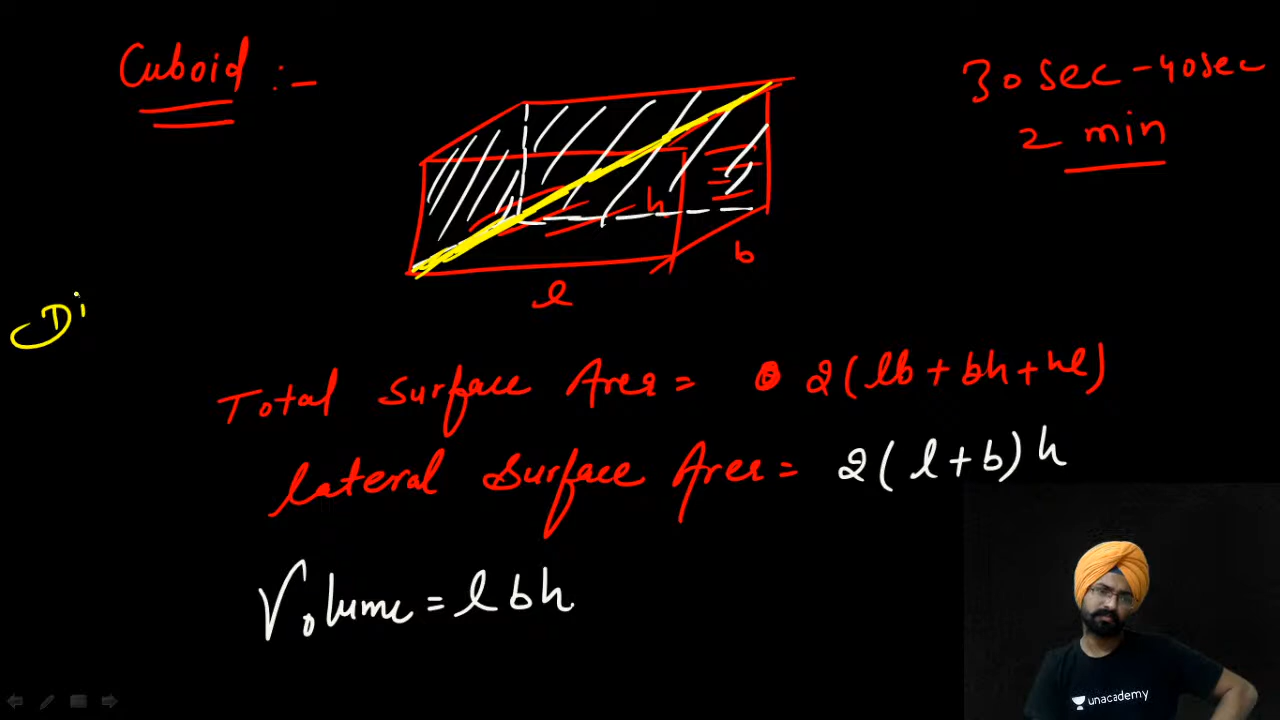 Cuboid :-
30 sec - 40 sec
2 min
h
b
l
Di
Total Surface Area = 2(lb + bh + hl)
lateral Surface Area = 2(l+b)h
Volume = lbh
unacademy